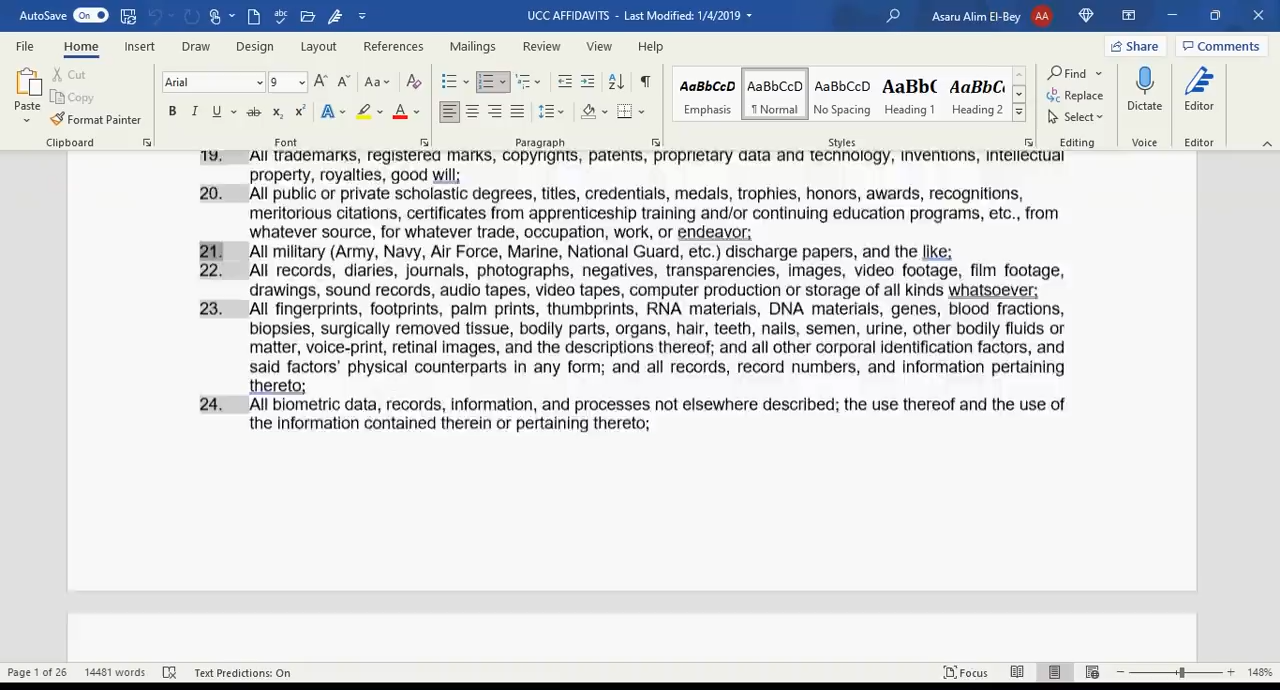 AutoSave On UCC AFFIDAVITS - Last Modified: 1/4/2019 Asaru Alim El-Bey AA
File Home Insert Draw Design Layout References Mailings Review View Help Share Comments
Paste
Cut
Copy
Format Painter
Clipboard
Arial 9
Font
Paragraph
AaBbCcD AaBbCcD AaBbCcD AaBbC AaBbCc
Emphasis ¶ Normal No Spacing Heading 1 Heading 2
Styles
Find
Replace
Select
Editing
Dictate
Voice
Editor
Editor
19. All trademarks, registered marks, copyrights, patents, proprietary data and technology, inventions, intellectual
property, royalties, good will;
20. All public or private scholastic degrees, titles, credentials, medals, trophies, honors, awards, recognitions,
meritorious citations, certificates from apprenticeship training and/or continuing education programs, etc., from
whatever source, for whatever trade, occupation, work, or endeavor;
21. All military (Army, Navy, Air Force, Marine, National Guard, etc.) discharge papers, and the like;
22. All records, diaries, journals, photographs, negatives, transparencies, images, video footage, film footage,
drawings, sound records, audio tapes, video tapes, computer production or storage of all kinds whatsoever;
23. All fingerprints, footprints, palm prints, thumbprints, RNA materials, DNA materials, genes, blood fractions,
biopsies, surgically removed tissue, bodily parts, organs, hair, teeth, nails, semen, urine, other bodily fluids or
matter, voice-print, retinal images, and the descriptions thereof; and all other corporal identification factors, and
said factors' physical counterparts in any form; and all records, record numbers, and information pertaining
thereto;
24. All biometric data, records, information, and processes not elsewhere described; the use thereof and the use of
the information contained therein or pertaining thereto;
Page 1 of 26 14481 words Text Predictions: On Focus 148%